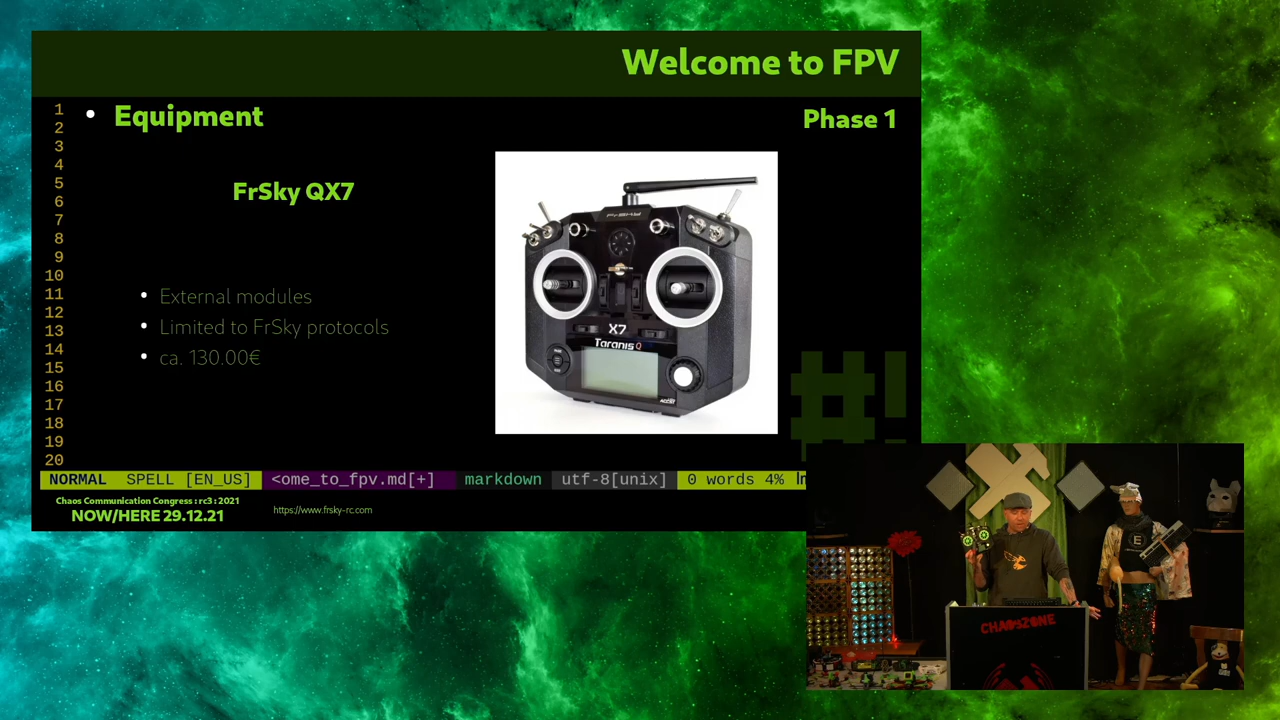 Welcome to FPV
1
2
3
4
5
6
7
8
9
10
11
12
13
14
15
16
17
18
19
20
Equipment
Phase 1
FrSky QX7
External modules
Limited to FrSky protocols
ca. 130.00€
FrSky
X7
Taranis Q
ACCST
#!
NORMAL SPELL [EN_US] <ome_to_fpv.md[+] markdown utf-8[unix] 0 words 4% ln
Chaos Communication Congress : rc3 : 2021
NOW/HERE 29.12.21
https://www.frsky-rc.com
E
CHAOSZONE